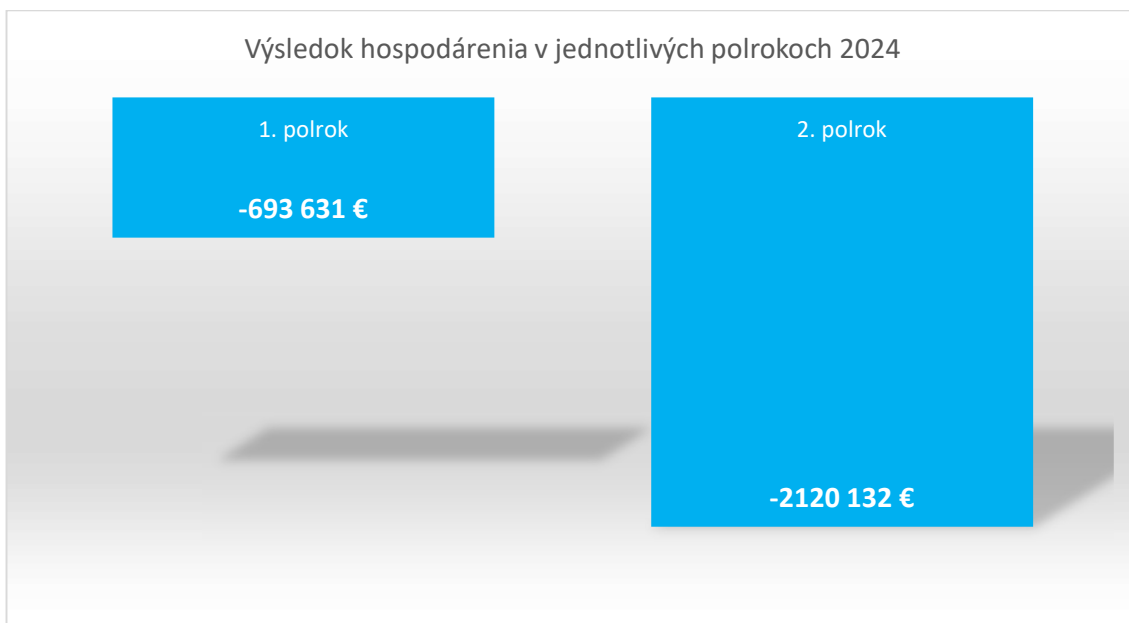 Výsledok hospodárenia v jednotlivých polrokoch 2024
1. polrok
2. polrok
-693 631 €
-2120 132 €